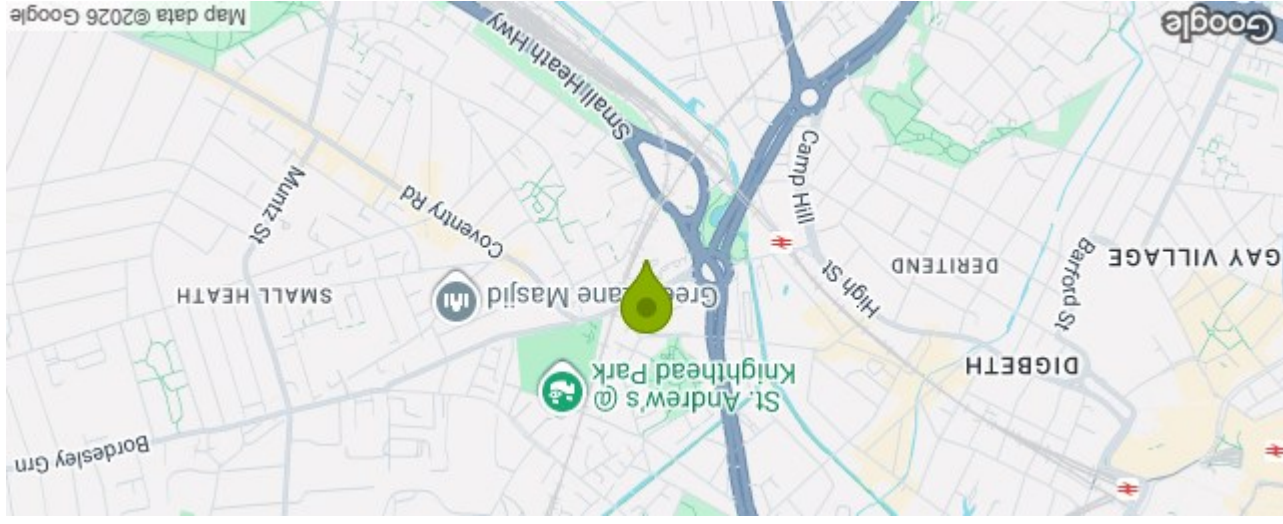 Bordesley Grn
St. Andrew's @
Knighthead Park
DIGBETH
Green Lane Masjid
SMALL HEATH
High St
Barford St
DERITEND
GAY VILLAGE
Coventry Rd
Muntz St
Camp Hill
Small Heath Hwy
Google
Map data ©2026 Google